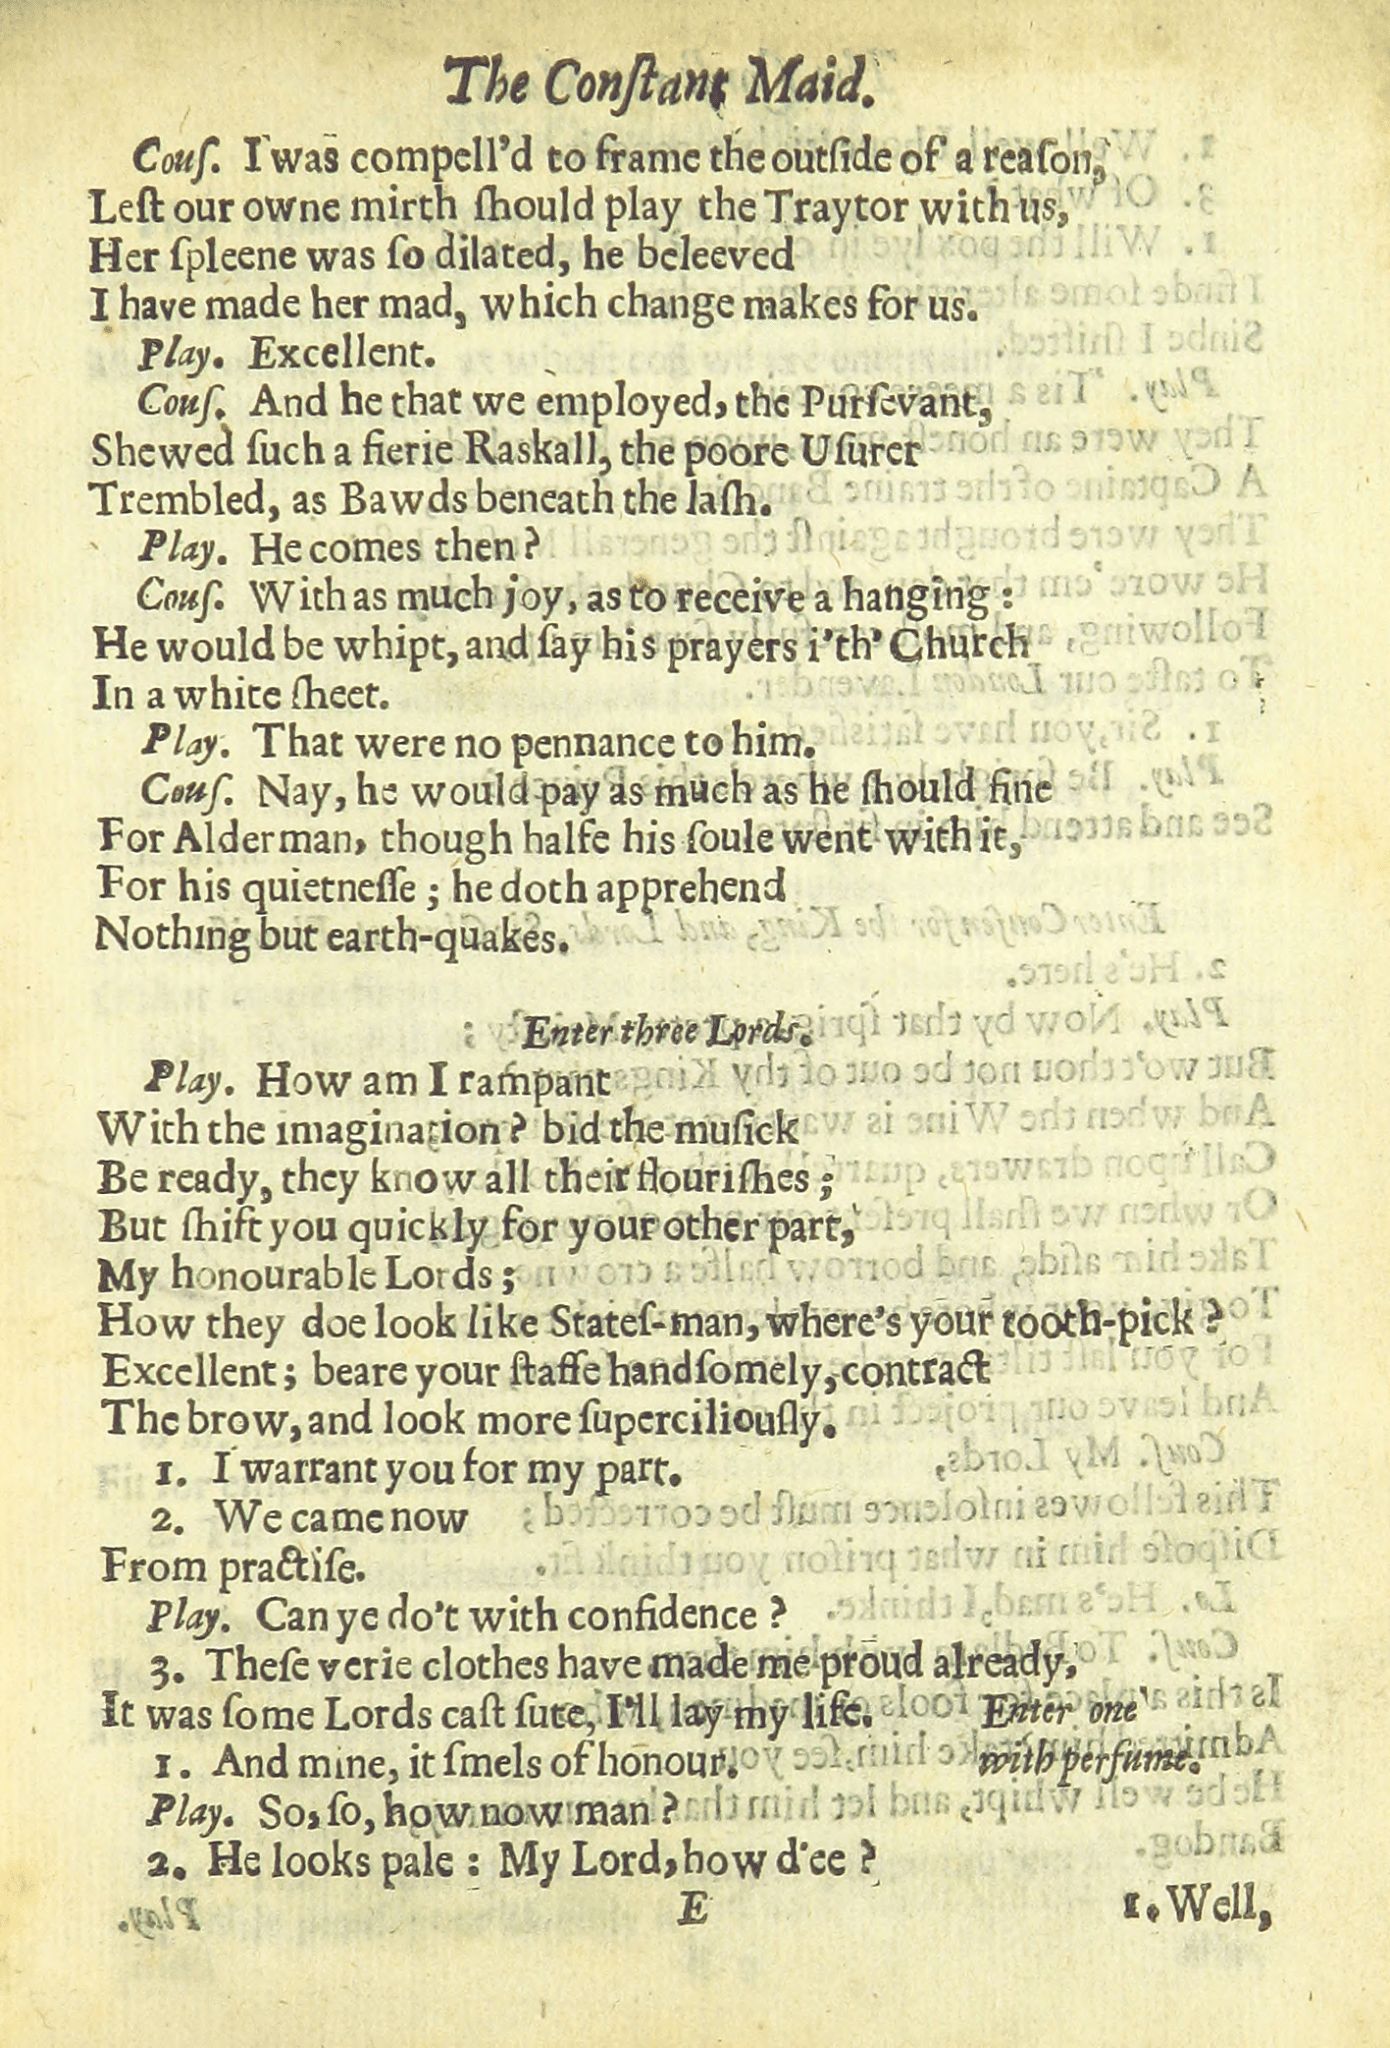 The Conſtant Maid.
Couſ. I was compell'd to frame the outſide of a reaſon,
Leſt our owne mirth ſhould play the Traytor with us,
Her ſpleene was ſo dilated, he beleeved
I have made her mad, which change makes for us.
Play. Excellent.
Couſ. And he that we employed, the Purſevant,
Shewed ſuch a fierie Raskall, the poore Uſurer
Trembled, as Bawds beneath the laſh.
Play. He comes then?
Couſ. With as much joy, as to receive a hanging:
He would be whipt, and ſay his prayers i'th' Church
In a white ſheet.
Play. That were no pennance to him.
Couſ. Nay, he would pay as much as he ſhould fine
For Alderman, though halfe his ſoule went with it,
For his quietneſſe; he doth apprehend
Nothing but earth-quakes.
Enter three Lords.
Play. How am I rampant
With the imagination? bid the muſick
Be ready, they know all their flouriſhes;
But ſhift you quickly for your other part,
My honourable Lords;
How they doe look like Stateſ-man, where's your tooth-pick?
Excellent; beare your ſtaffe handſomely, contract
The brow, and look more ſuperciliouſly.
1. I warrant you for my part.
2. We came now
From practiſe.
Play. Can ye do't with confidence?
3. Theſe verie clothes have made me proud already,
It was ſome Lords caſt ſute, I'll lay my life. Enter one
1. And mine, it ſmels of honour. with perfume.
Play. So, ſo, how now man?
2. He looks pale: My Lord, how d'ee?
E 1. Well,